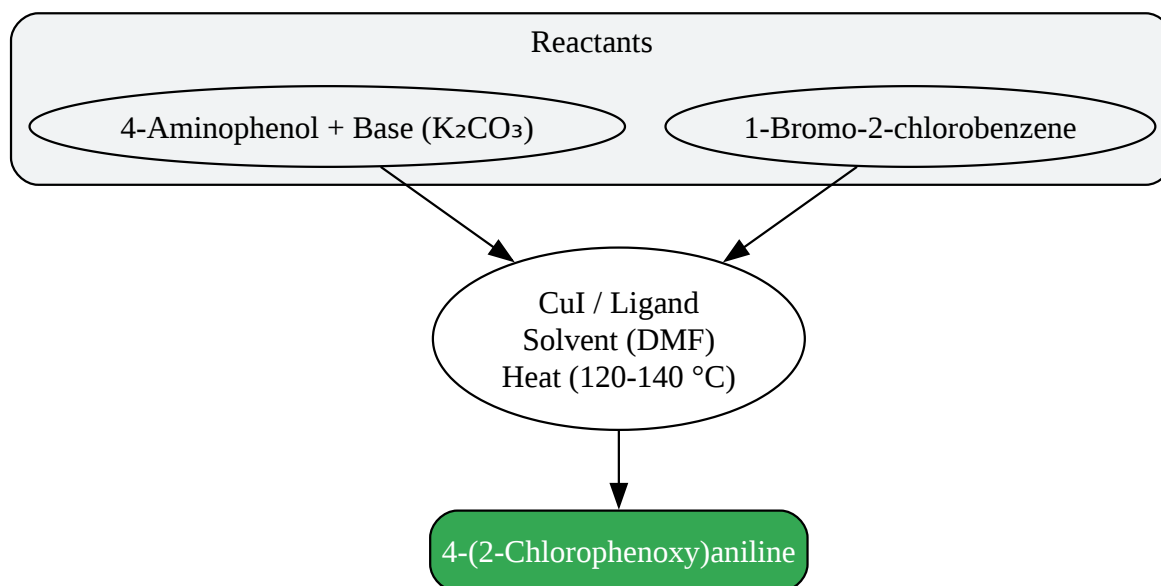 Reactants
4-Aminophenol + Base (K₂CO₃)
1-Bromo-2-chlorobenzene
CuI / Ligand
Solvent (DMF)
Heat (120-140 °C)
4-(2-Chlorophenoxy)aniline